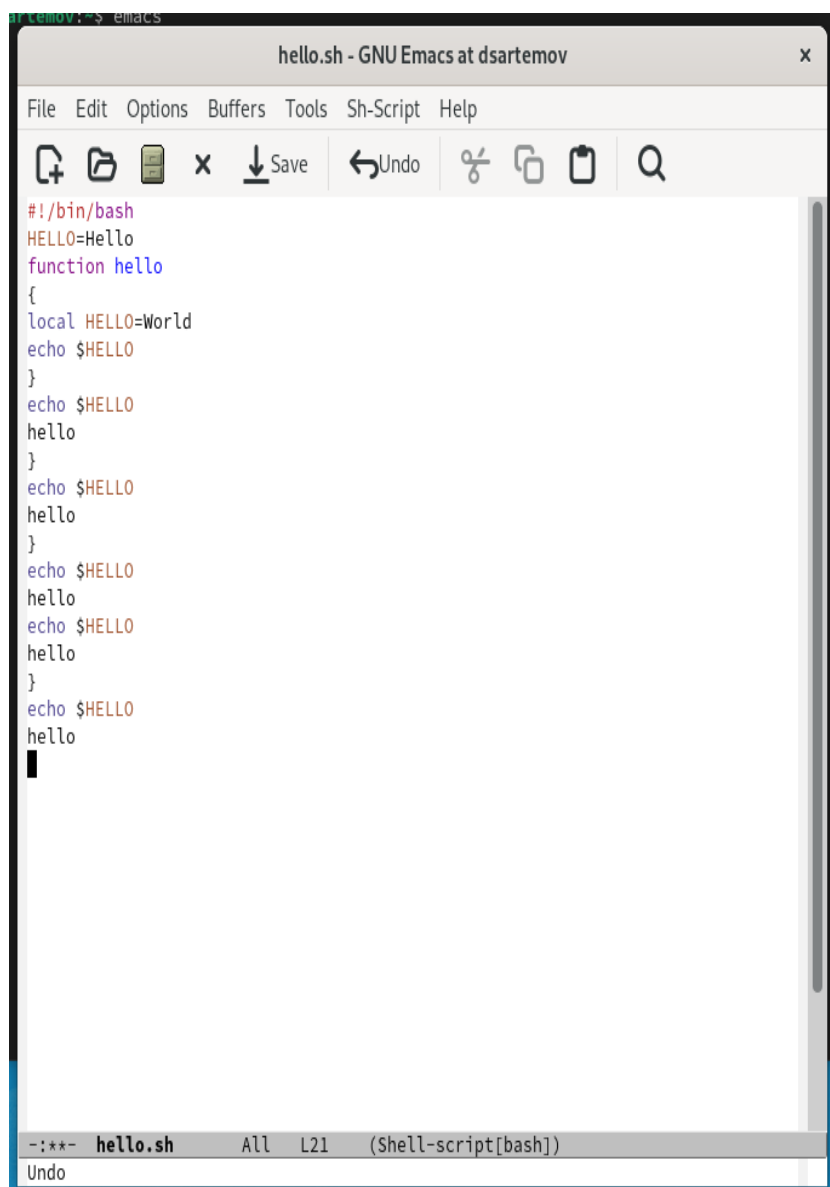 artemov:~$ emacs
hello.sh - GNU Emacs at dsartemov x
File Edit Options Buffers Tools Sh-Script Help
Save Undo
#!/bin/bash
HELLO=Hello
function hello
{
local HELLO=World
echo $HELLO
}
echo $HELLO
hello
}
echo $HELLO
hello
}
echo $HELLO
hello
echo $HELLO
hello
}
echo $HELLO
hello
-:**- hello.sh All L21 (Shell-script[bash])
Undo